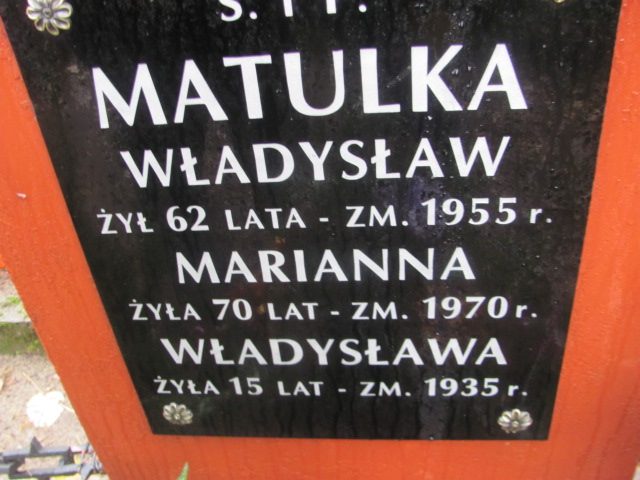 Ś. † P.
MATULKA
WŁADYSŁAW
ŻYŁ 62 LATA - ZM. 1955 r.
MARIANNA
ŻYŁA 70 LAT - ZM. 1970 r.
WŁADYSŁAWA
ŻYŁA 15 LAT - ZM. 1935 r.